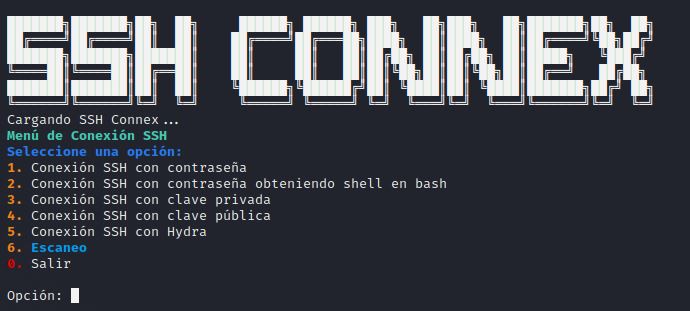 SSH CONNEX
Cargando SSH Connex...
Menú de Conexión SSH
Seleccione una opción:
1. Conexión SSH con contraseña
2. Conexión SSH con contraseña obteniendo shell en bash
3. Conexión SSH con clave privada
4. Conexión SSH con clave pública
5. Conexión SSH con Hydra
6. Escaneo
0. Salir
Opción: